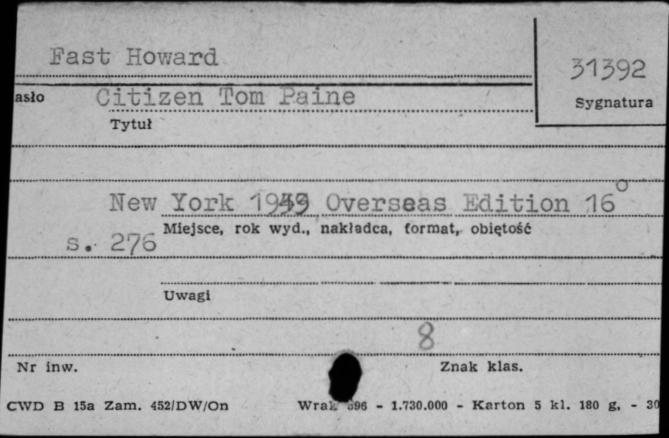 Fast Howard
31392
asło Citizen Tom Paine
Sygnatura
Tytuł
New York Overseas Edition 16°
Miejsce, rok wyd., nakładca, format, objętość
s. 276
Uwagi
8
Nr inw. Znak klas.
CWD B 15a Zam. 452/DW/On - 1.730.000 - Karton 5 kl. 180 g. - 30